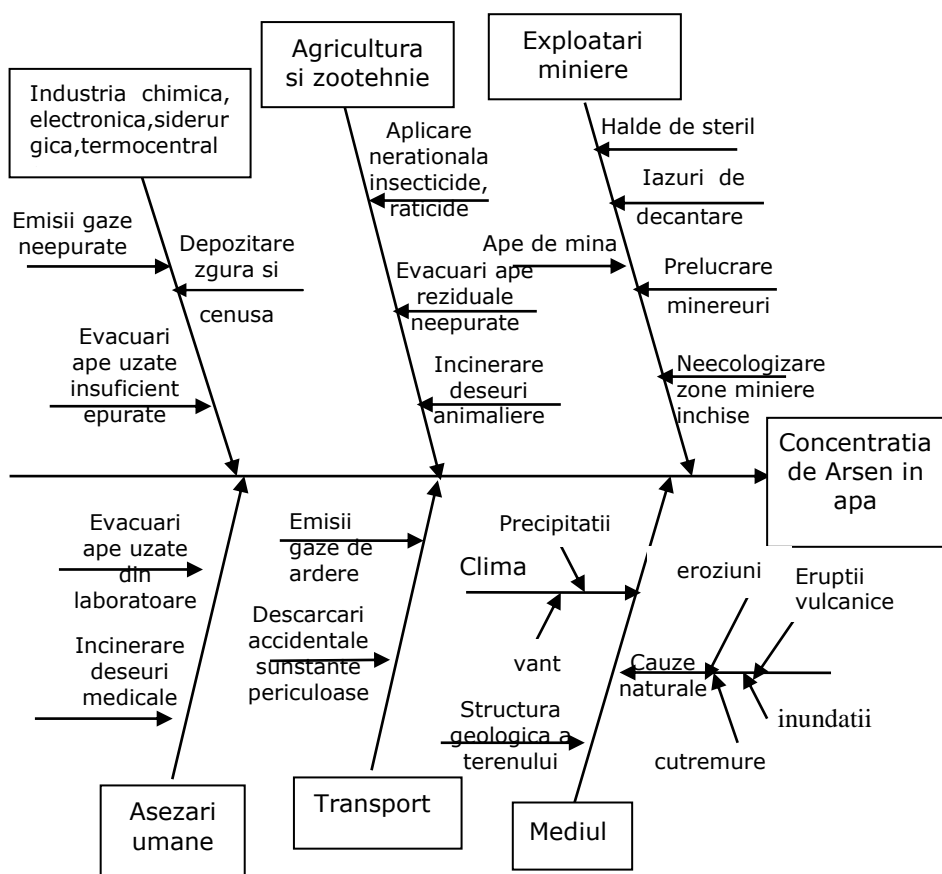 Industria chimica,
electronica,siderur
gica,termocentral
Agricultura
si zootehnie
Exploatari
miniere
Emisii gaze
neepurate
Depozitare
zgura si
cenusa
Evacuari
ape uzate
insuficient
epurate
Aplicare
nerationala
insecticide,
raticide
Evacuari ape
reziduale
neepurate
Incinerare
deseuri
animaliere
Halde de steril
Iazuri de
decantare
Ape de mina
Prelucrare
minereuri
Neecologizare
zone miniere
inchise
Concentratia
de Arsen in
apa
Evacuari
ape uzate
din
laboratoare
Incinerare
deseuri
medicale
Emisii
gaze de
ardere
Descarcari
accidentale
sunstante
periculoase
Precipitatii
Clima
vant
Structura
geologica a
terenului
eroziuni
Eruptii
vulcanice
Cauze
naturale
inundatii
cutremure
Asezari
umane
Transport
Mediul